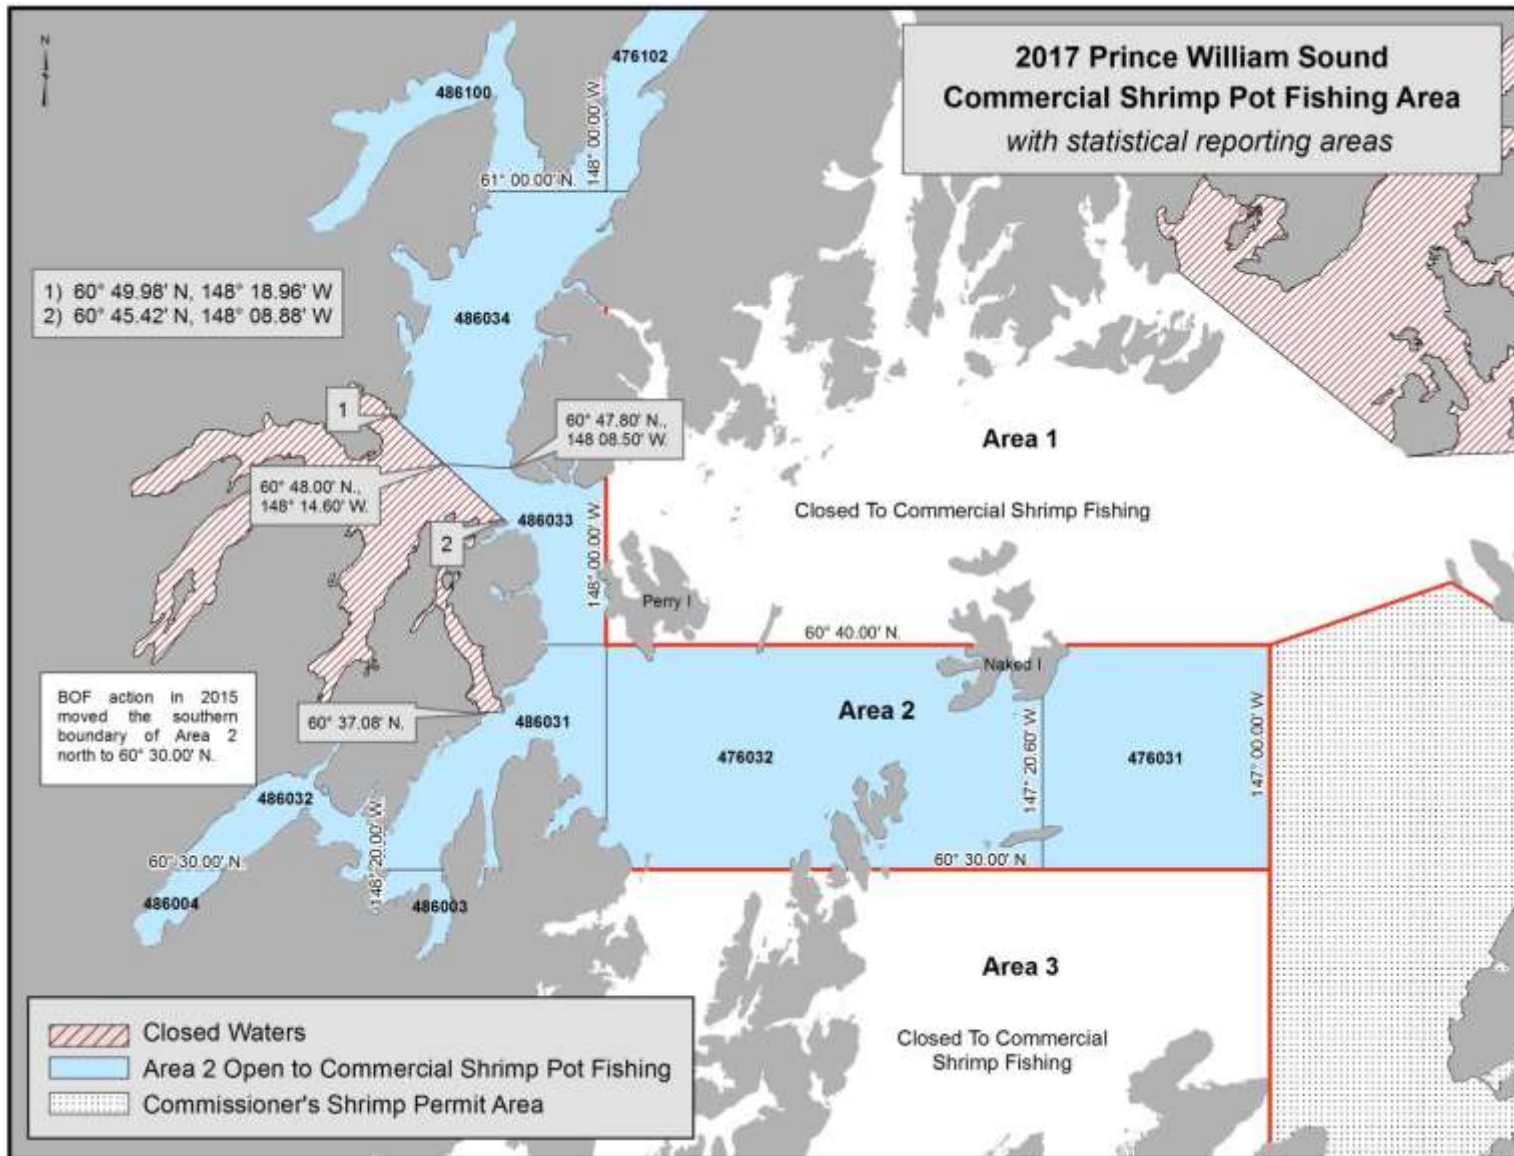 N
2017 Prince William Sound
Commercial Shrimp Pot Fishing Area
with statistical reporting areas
476102
486100
148° 00.00' W.
61° 00.00' N.
1) 60° 49.98' N, 148° 18.96' W
2) 60° 45.42' N, 148° 08.88' W
486034
1
60° 47.80' N.,
148 08.50' W.
Area 1
60° 48.00' N.,
148° 14.60' W.
Closed To Commercial Shrimp Fishing
486033
2
148° 00.00' W.
Perry I
60° 40.00' N.
Naked I
BOF action in 2015
moved the southern
boundary of Area 2
north to 60° 30.00' N.
60° 37.08' N.
486031
Area 2
476032
147° 20.60' W.
476031
147° 00.00' W.
486032
148° 20.00' W.
60° 30.00' N.
60° 30.00' N
486004
486003
Area 3
Closed To Commercial
Shrimp Fishing
Closed Waters
Area 2 Open to Commercial Shrimp Pot Fishing
Commissioner's Shrimp Permit Area